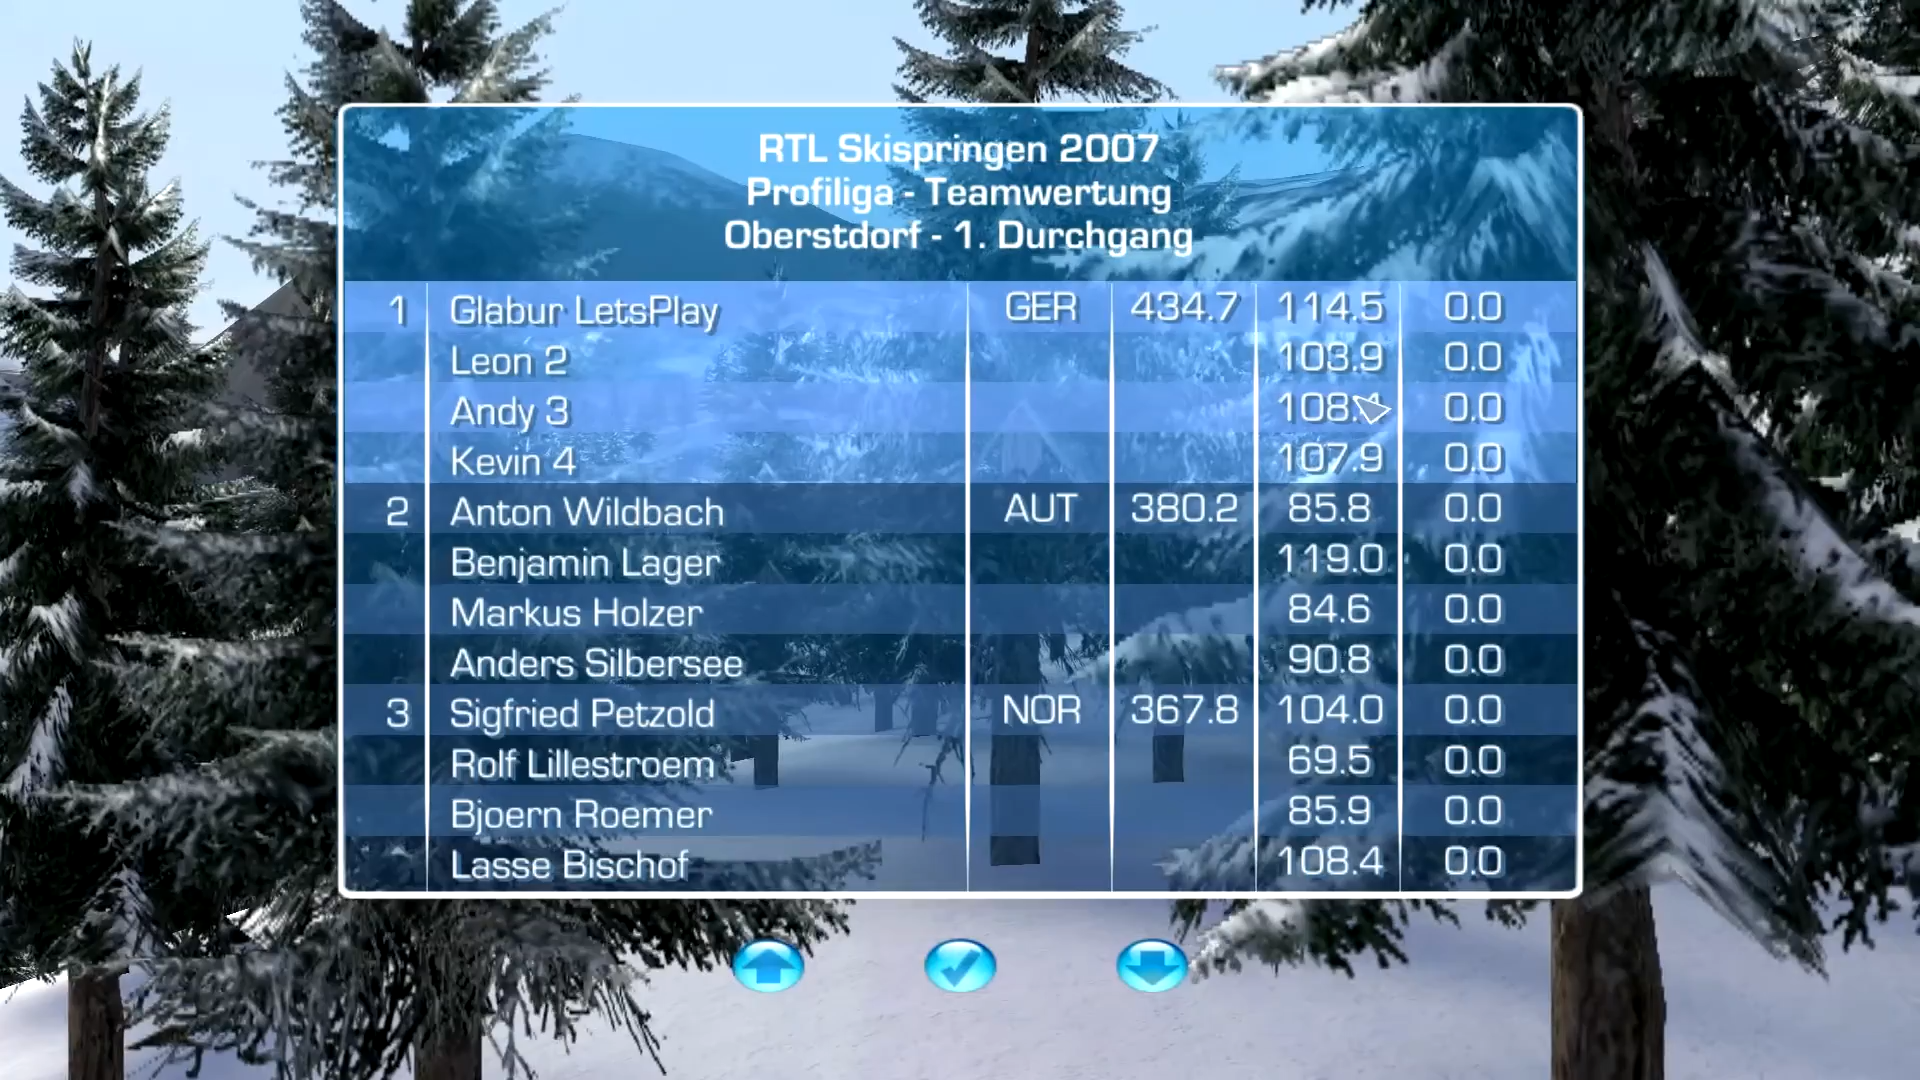 RTL Skispringen 2007
Profiliga - Teamwertung
Oberstdorf - 1. Durchgang
1 Glabur LetsPlay GER 434.7 114.5 0.0
Leon 2 103.9 0.0
Andy 3 108.4 0.0
Kevin 4 107.9 0.0
2 Anton Wildbach AUT 380.2 85.8 0.0
Benjamin Lager 119.0 0.0
Markus Holzer 84.6 0.0
Anders Silbersee 90.8 0.0
3 Sigfried Petzold NOR 367.8 104.0 0.0
Rolf Lillestroem 69.5 0.0
Bjoern Roemer 85.9 0.0
Lasse Bischof 108.4 0.0